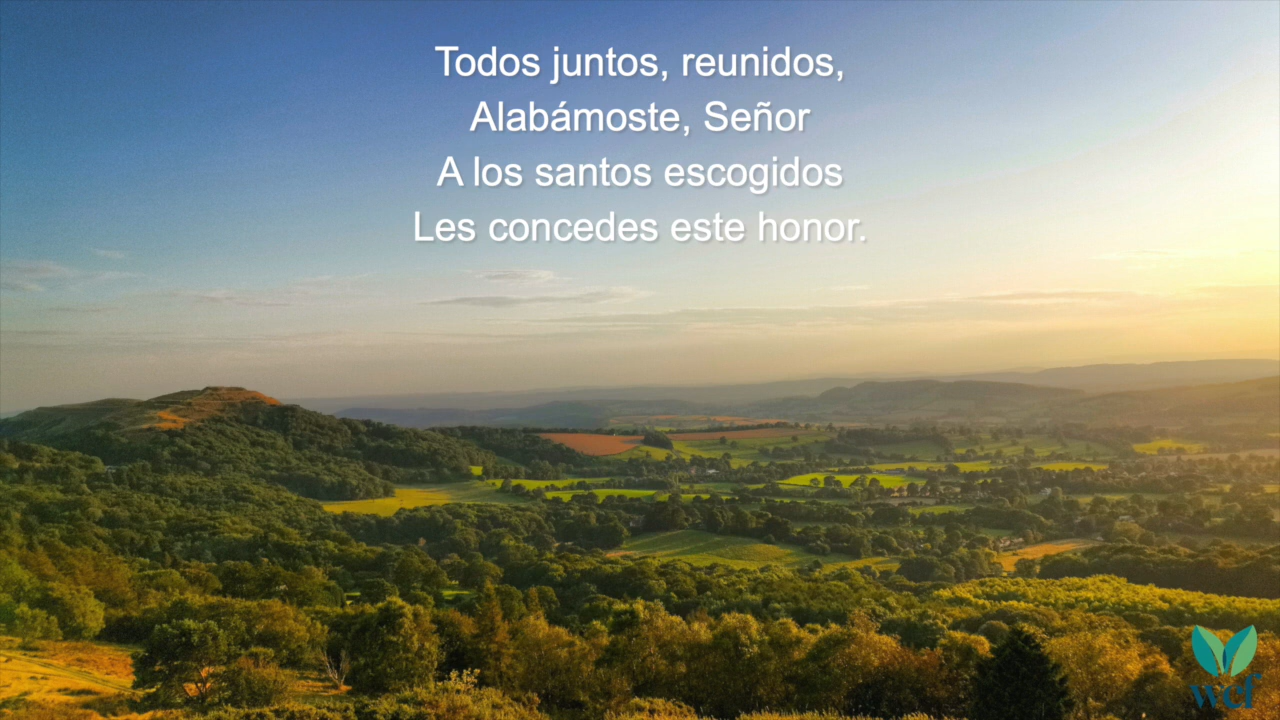 Todos juntos, reunidos,
Alabámoste, Señor
A los santos escogidos
Les concedes este honor.
wcf